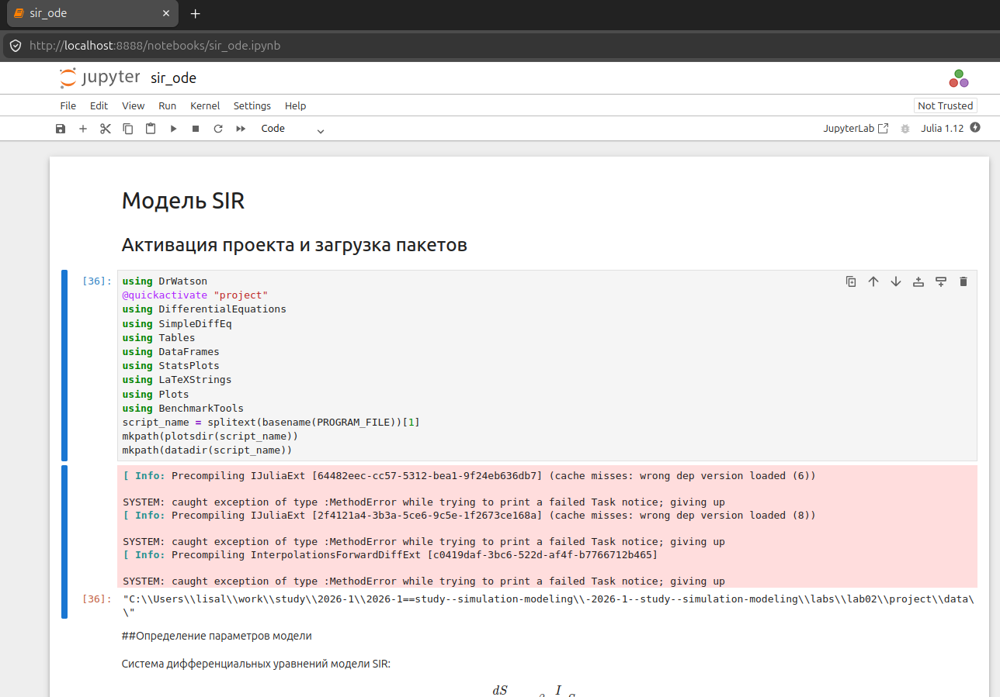 sir_ode
http://localhost:8888/notebooks/sir_ode.ipynb
jupyter sir_ode
File Edit View Run Kernel Settings Help
Not Trusted
Code
JupyterLab
Julia 1.12
Модель SIR
Активация проекта и загрузка пакетов
[36]:
using DrWatson
@quickactivate "project"
using DifferentialEquations
using SimpleDiffEq
using Tables
using DataFrames
using StatsPlots
using LaTeXStrings
using Plots
using BenchmarkTools
script_name = splitext(basename(PROGRAM_FILE))[1]
mkpath(plotsdir(script_name))
mkpath(datadir(script_name))
[ Info: Precompiling IJuliaExt [64482eec-cc57-5312-bea1-9f24eb636db7] (cache misses: wrong dep version loaded (6))
SYSTEM: caught exception of type :MethodError while trying to print a failed Task notice; giving up
[ Info: Precompiling IJuliaExt [2f4121a4-3b3a-5ce6-9c5e-1f2673ce168a] (cache misses: wrong dep version loaded (8))
SYSTEM: caught exception of type :MethodError while trying to print a failed Task notice; giving up
[ Info: Precompiling InterpolationsForwardDiffExt [c0419daf-3bc6-522d-af4f-b7766712b465]
SYSTEM: caught exception of type :MethodError while trying to print a failed Task notice; giving up
[36]:
"C:\\Users\\lisal\\work\\study\\2026-1\\2026-1==study--simulation-modeling\\-2026-1--study--simulation-modeling\\labs\\lab02\\project\\data\
\"
##Определение параметров модели
Система дифференциальных уравнений модели SIR:
dS I